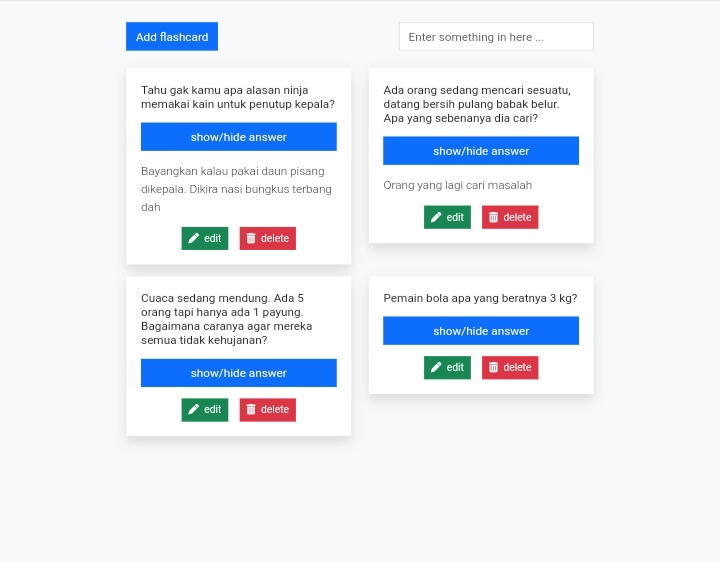 Add flashcard
Enter something in here ...
Tahu gak kamu apa alasan ninja
memakai kain untuk penutup kepala?
show/hide answer
Bayangkan kalau pakai daun pisang
dikepala. Dikira nasi bungkus terbang
dah
edit
delete
Ada orang sedang mencari sesuatu,
datang bersih pulang babak belur.
Apa yang sebenanya dia cari?
show/hide answer
Orang yang lagi cari masalah
edit
delete
Cuaca sedang mendung. Ada 5
orang tapi hanya ada 1 payung.
Bagaimana caranya agar mereka
semua tidak kehujanan?
show/hide answer
edit
delete
Pemain bola apa yang beratnya 3 kg?
show/hide answer
edit
delete